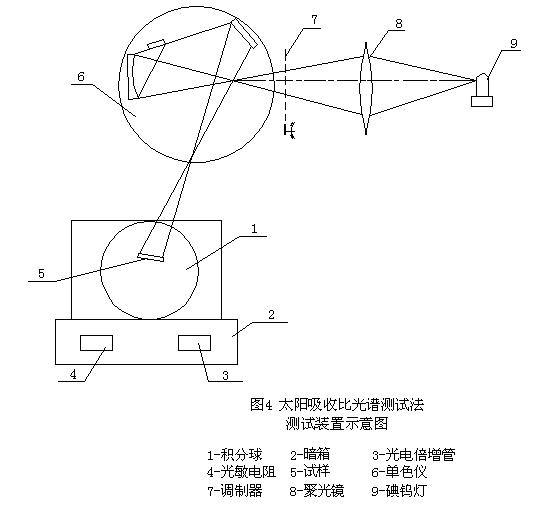 7
8
9
6
1
5
2
4
3
图4 太阳吸收比光谱测试法
测试装置示意图
1-积分球 2-暗箱 3-光电倍增管
4-光敏电阻 5-试样 6-单色仪
7-调制器 8-聚光镜 9-碘钨灯